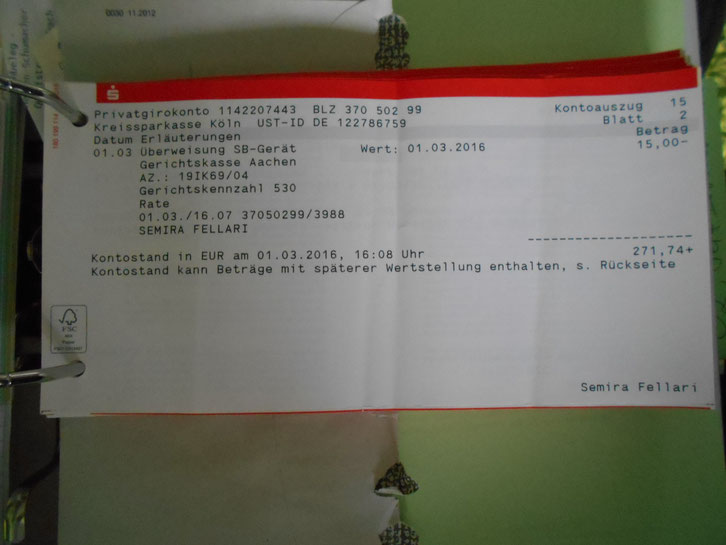 0030 11.2012
Privatgirokonto 1142207443 BLZ 370 502 99 Kontoauszug 15
Kreissparkasse Köln UST-ID DE 122786759 Blatt 2
Datum Erläuterungen Betrag
01.03 Überweisung SB-Gerät Wert: 01.03.2016 15,00-
Gerichtskasse Aachen
AZ.: 19IK69/04
Gerichtskennzahl 530
Rate
01.03./16.07 37050299/3988
SEMIRA FELLARI
Kontostand in EUR am 01.03.2016, 16:08 Uhr 271,74+
Kontostand kann Beträge mit späterer Wertstellung enthalten, s. Rückseite
FSC
Semira Fellari